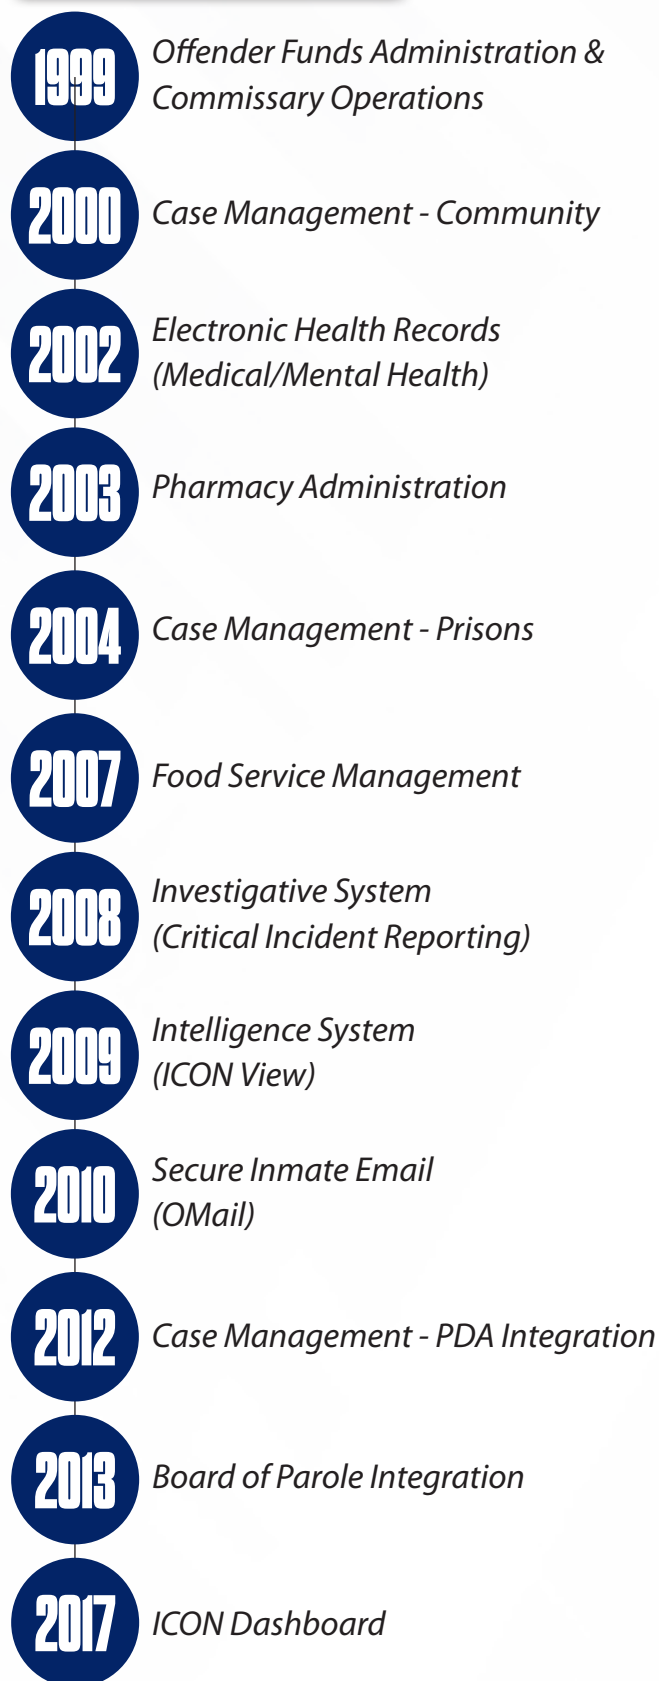 1999
Offender Funds Administration &
Commissary Operations
2000
Case Management - Community
2002
Electronic Health Records
(Medical/Mental Health)
2003
Pharmacy Administration
2004
Case Management - Prisons
2007
Food Service Management
2008
Investigative System
(Critical Incident Reporting)
2009
Intelligence System
(ICON View)
2010
Secure Inmate Email
(OMail)
2012
Case Management - PDA Integration
2013
Board of Parole Integration
2017
ICON Dashboard